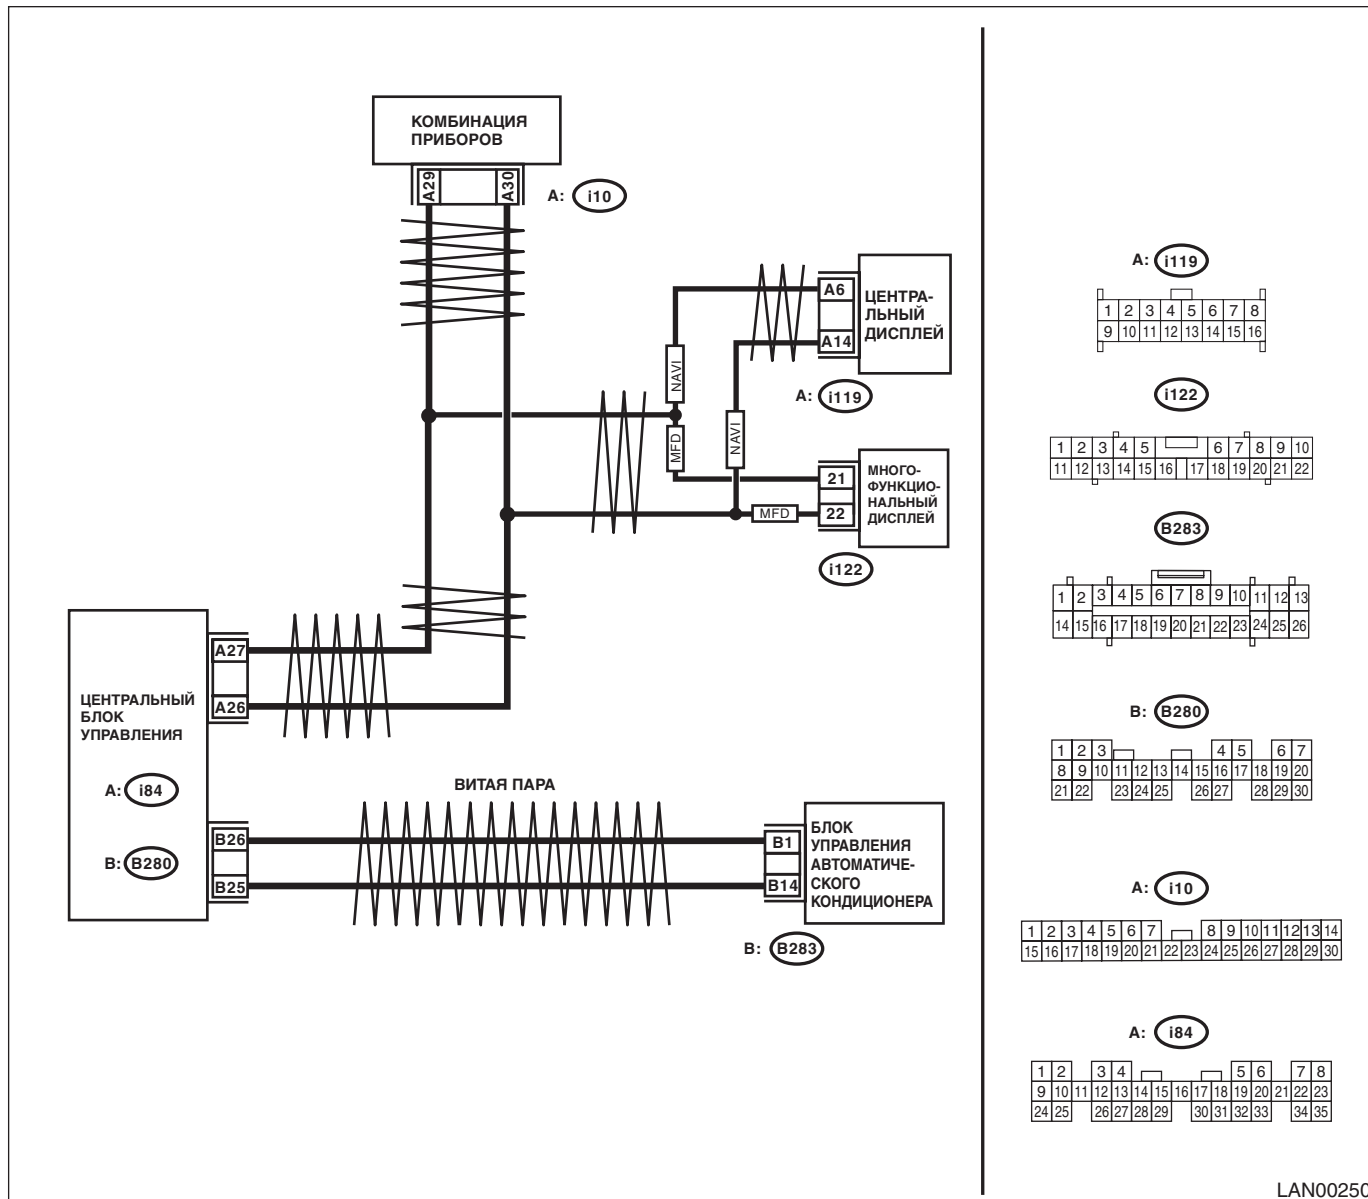 КОМБИНАЦИЯ
ПРИБОРОВ
A29
A30
A: i10
A6
A14
ЦЕНТРА-
ЛЬНЫЙ
ДИСПЛЕЙ
A: i119
NAVI
MFD
NAVI
MFD
21
22
МНОГО-
ФУНКЦИО-
НАЛЬНЫЙ
ДИСПЛЕЙ
i122
A27
A26
ЦЕНТРАЛЬНЫЙ
БЛОК
УПРАВЛЕНИЯ
A: i84
B: B280
B26
B25
ВИТАЯ ПАРА
B1
B14
БЛОК
УПРАВЛЕНИЯ
АВТОМАТИЧЕ-
СКОГО
КОНДИЦИОНЕРА
B: B283
A: i119
1 2 3 4 5 6 7 8
9 10 11 12 13 14 15 16
i122
1 2 3 4 5 6 7 8 9 10
11 12 13 14 15 16 17 18 19 20 21 22
B283
1 2 3 4 5 6 7 8 9 10 11 12 13
14 15 16 17 18 19 20 21 22 23 24 25 26
B: B280
1 2 3 4 5 6 7
8 9 10 11 12 13 14 15 16 17 18 19 20
21 22 23 24 25 26 27 28 29 30
A: i10
1 2 3 4 5 6 7 8 9 10 11 12 13 14
15 16 17 18 19 20 21 22 23 24 25 26 27 28 29 30
A: i84
1 2 3 4 5 6 7 8
9 10 11 12 13 14 15 16 17 18 19 20 21 22 23
24 25 26 27 28 29 30 31 32 33 34 35
LAN00250